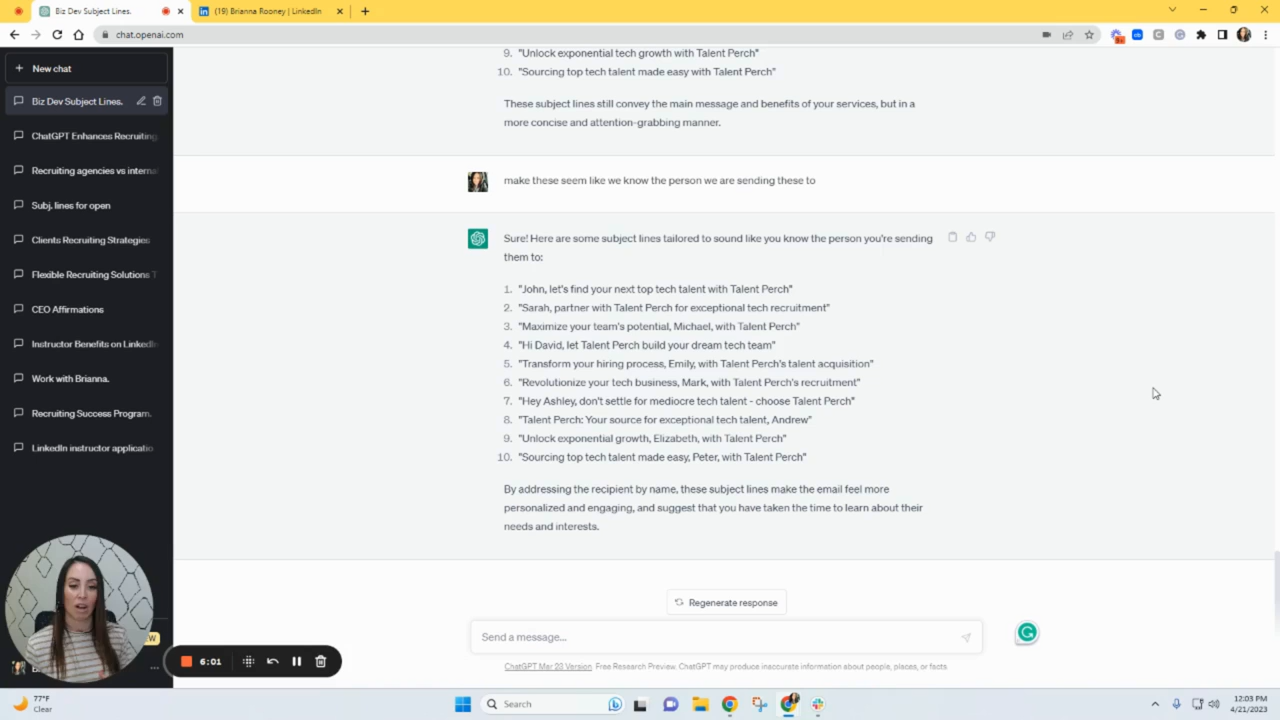 Biz Dev Subject Lines.
(19) Brianna Rooney | LinkedIn
chat.openai.com
New chat
Biz Dev Subject Lines.
ChatGPT Enhances Recruiting
Recruiting agencies vs interna
Subj. lines for open
Clients Recruiting Strategies
Flexible Recruiting Solutions T
CEO Affirmations
Instructor Benefits on LinkedIn
Work with Brianna.
Recruiting Success Program.
LinkedIn instructor applicatio
9. "Unlock exponential tech growth with Talent Perch"
10. "Sourcing top tech talent made easy with Talent Perch"
These subject lines still convey the main message and benefits of your services, but in a
more concise and attention-grabbing manner.
make these seem like we know the person we are sending these to
Sure! Here are some subject lines tailored to sound like you know the person you're sending
them to:
1. "John, let's find your next top tech talent with Talent Perch"
2. "Sarah, partner with Talent Perch for exceptional tech recruitment"
3. "Maximize your team's potential, Michael, with Talent Perch"
4. "Hi David, let Talent Perch build your dream tech team"
5. "Transform your hiring process, Emily, with Talent Perch's talent acquisition"
6. "Revolutionize your tech business, Mark, with Talent Perch's recruitment"
7. "Hey Ashley, don't settle for mediocre tech talent - choose Talent Perch"
8. "Talent Perch: Your source for exceptional tech talent, Andrew"
9. "Unlock exponential growth, Elizabeth, with Talent Perch"
10. "Sourcing top tech talent made easy, Peter, with Talent Perch"
By addressing the recipient by name, these subject lines make the email feel more
personalized and engaging, and suggest that you have taken the time to learn about their
needs and interests.
Regenerate response
Send a message...
ChatGPT Mar 23 Version. Free Research Preview. ChatGPT may produce inaccurate information about people, places, or facts
6:01
77°F
Clear
Search
12:03 PM
4/21/2023